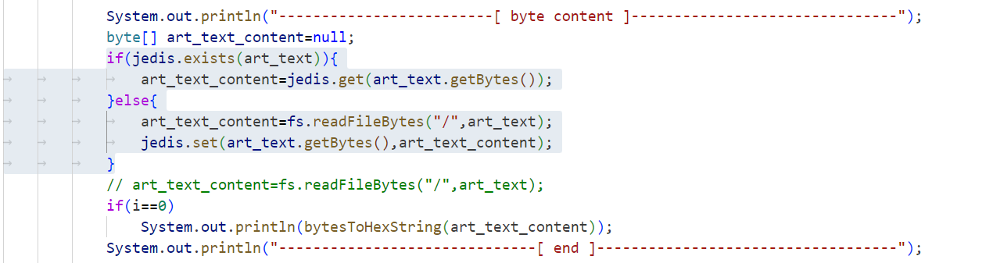 System.out.println("-------------------------[ byte content ]-------------------------------");
byte[] art_text_content=null;
if(jedis.exists(art_text)){
art_text_content=jedis.get(art_text.getBytes());
}else{
art_text_content=fs.readFileBytes("/",art_text);
jedis.set(art_text.getBytes(),art_text_content);
}
// art_text_content=fs.readFileBytes("/",art_text);
if(i==0)
System.out.println(bytesToHexString(art_text_content));
System.out.println("------------------------------[ end ]-----------------------------------");